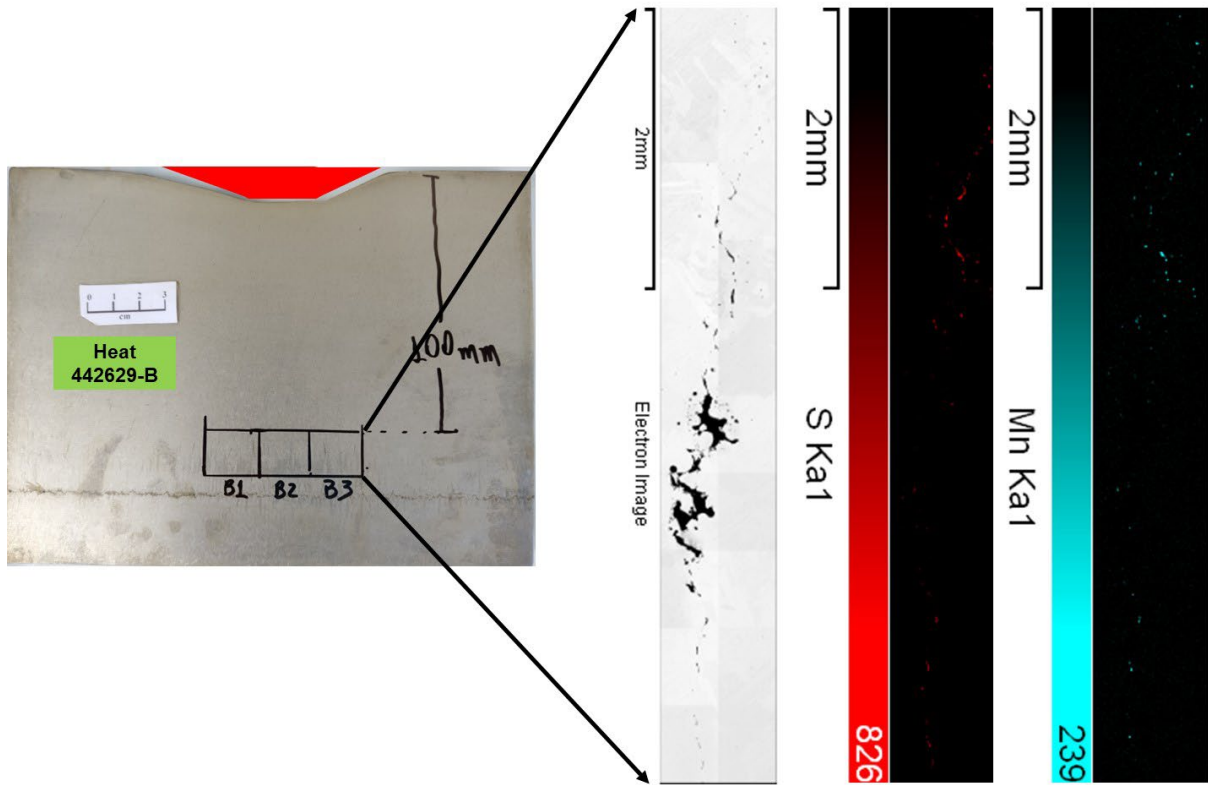 0 1 2 3
cm
Heat
442629-B
100 mm
B1 B2 B3
2mm
Electron Image
2mm
S Ka1
826
2mm
Mn Ka1
239